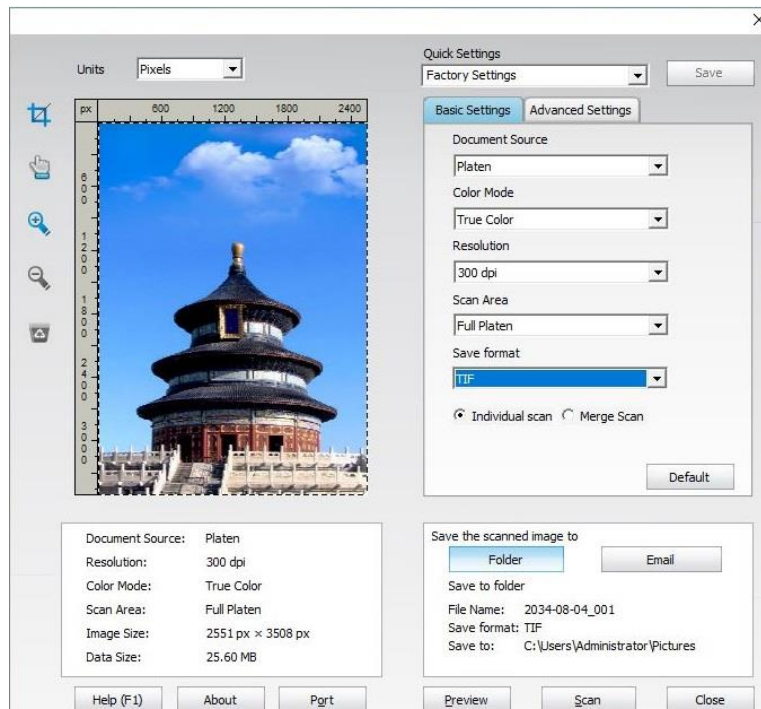 Units Pixels
px 600 1200 1800 2400
600
1200
1800
2400
3000
Document Source: Platen
Resolution: 300 dpi
Color Mode: True Color
Scan Area: Full Platen
Image Size: 2551 px × 3508 px
Data Size: 25.60 MB
Help (F1) About Port
Quick Settings
Factory Settings Save
Basic Settings Advanced Settings
Document Source
Platen
Color Mode
True Color
Resolution
300 dpi
Scan Area
Full Platen
Save format
TIF
Individual scan Merge Scan
Default
Save the scanned image to
Folder Email
Save to folder
File Name: 2034-08-04_001
Save format: TIF
Save to: C:\Users\Administrator\Pictures
Preview Scan Close